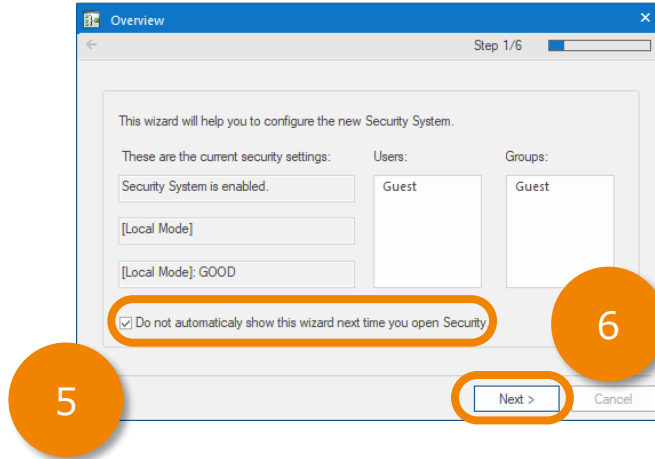 Overview
Step 1/6
This wizard will help you to configure the new Security System.
These are the current security settings: Users: Groups:
Security System is enabled. Guest Guest
[Local Mode]
[Local Mode]: GOOD
Do not automaticaly show this wizard next time you open Security
6
5
Next > Cancel